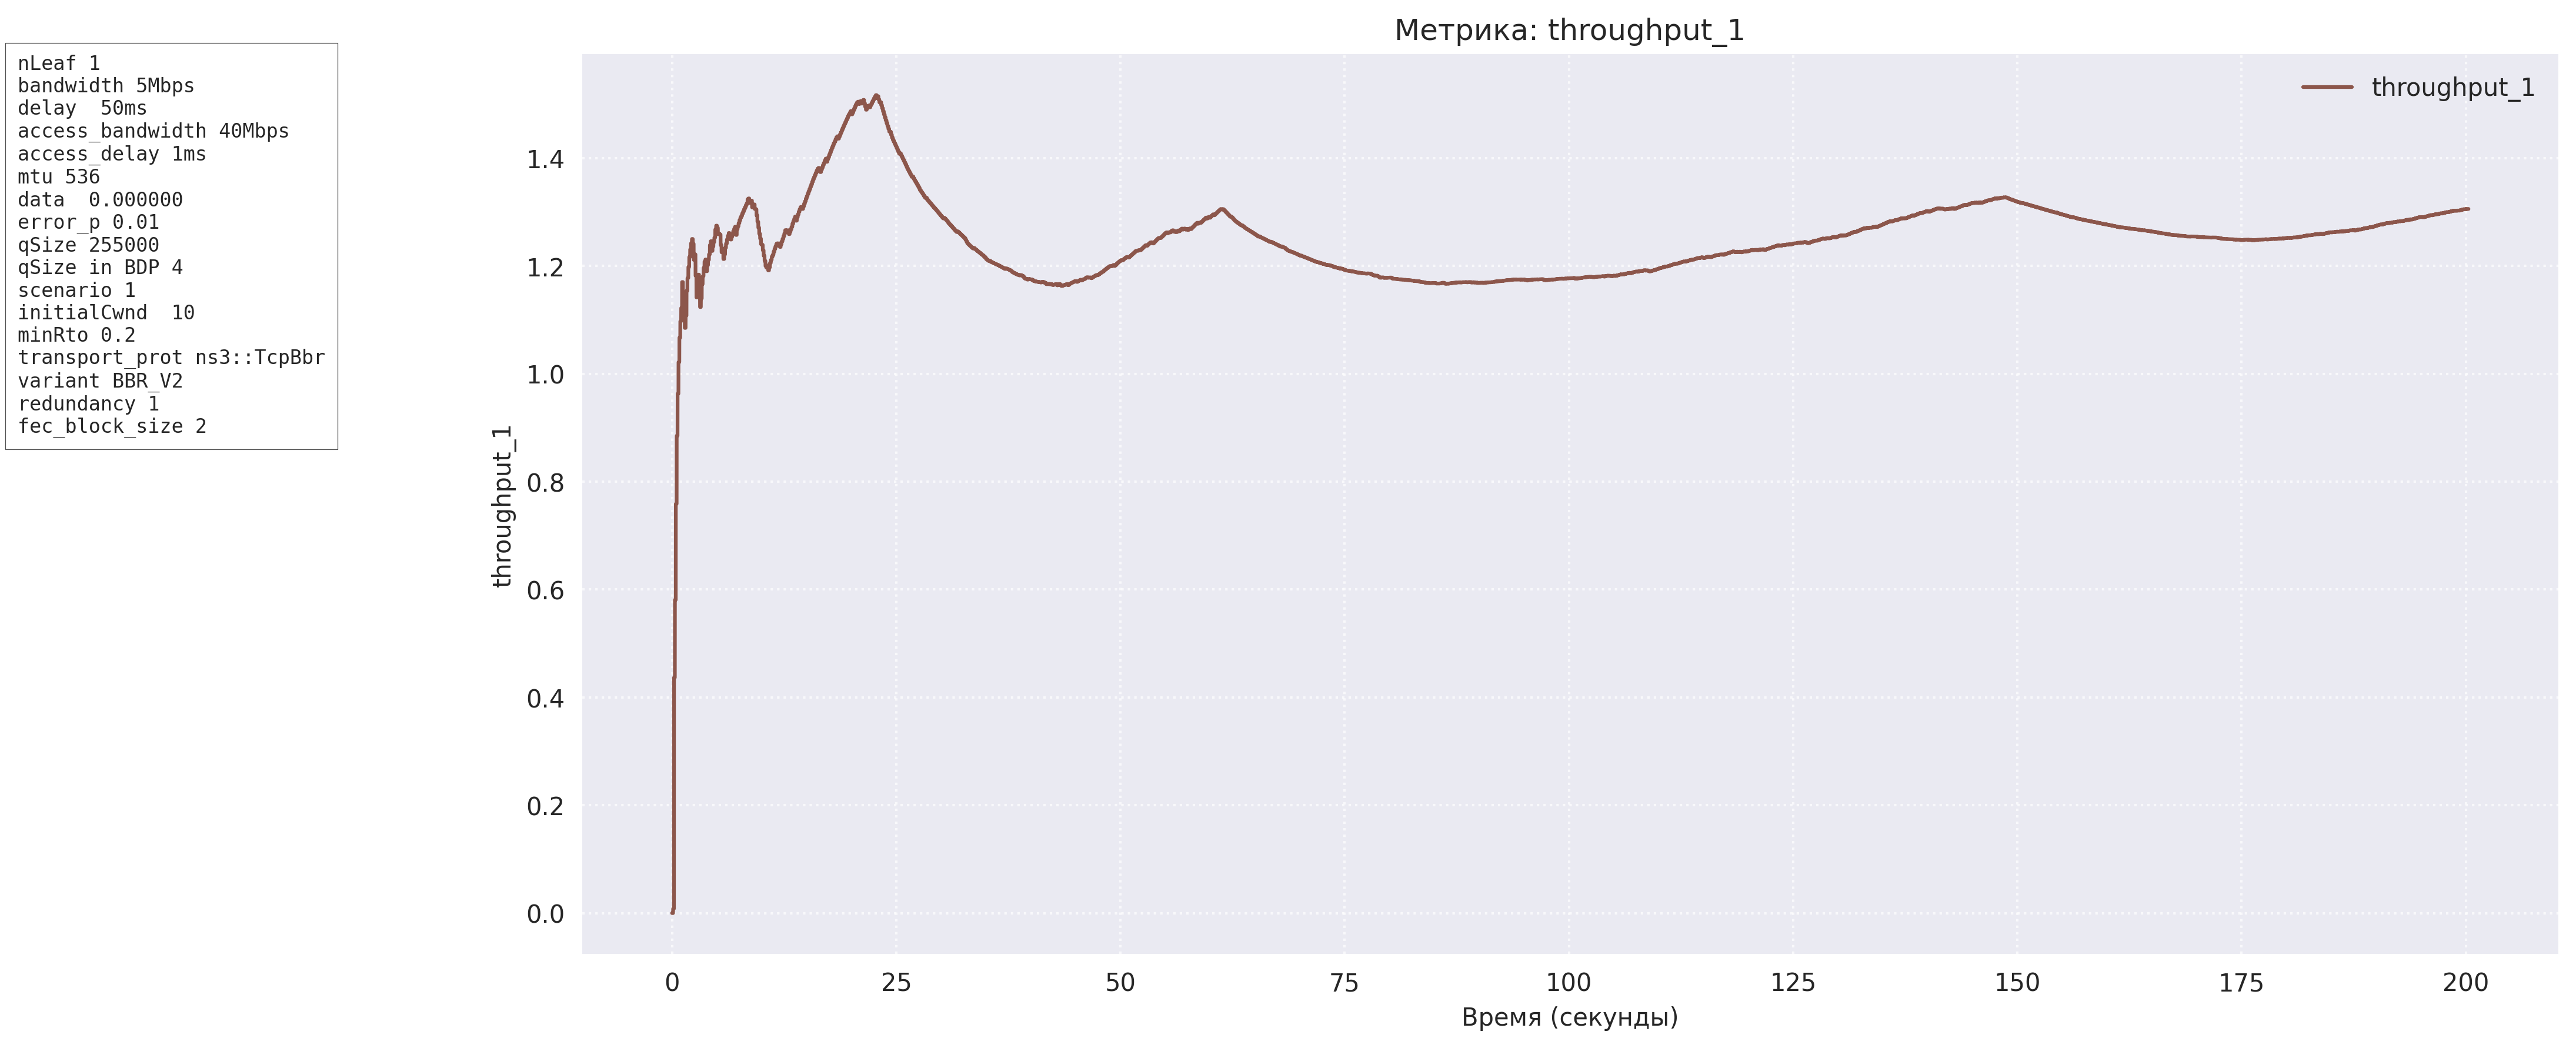 Метрика: throughput_1
nLeaf 1
bandwidth 5Mbps
delay  50ms
access_bandwidth 40Mbps
access_delay 1ms
mtu 536
data  0.000000
error_p 0.01
qSize 255000
qSize in BDP 4
scenario 1
initialCwnd  10
minRto 0.2
transport_prot ns3::TcpBbr
variant BBR_V2
redundancy 1
fec_block_size 2
throughput_1
throughput_1
1.4
1.2
1.0
0.8
0.6
0.4
0.2
0.0
0 25 50 75 100 125 150 175 200
Время (секунды)